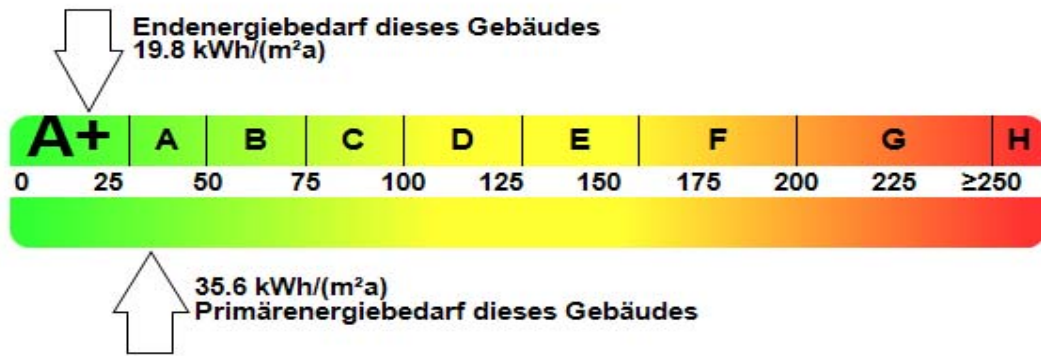 Endenergiebedarf dieses Gebäudes
19.8 kWh/(m²a)
A+ A B C D E F G H
0 25 50 75 100 125 150 175 200 225 ≥250
35.6 kWh/(m²a)
Primärenergiebedarf dieses Gebäudes